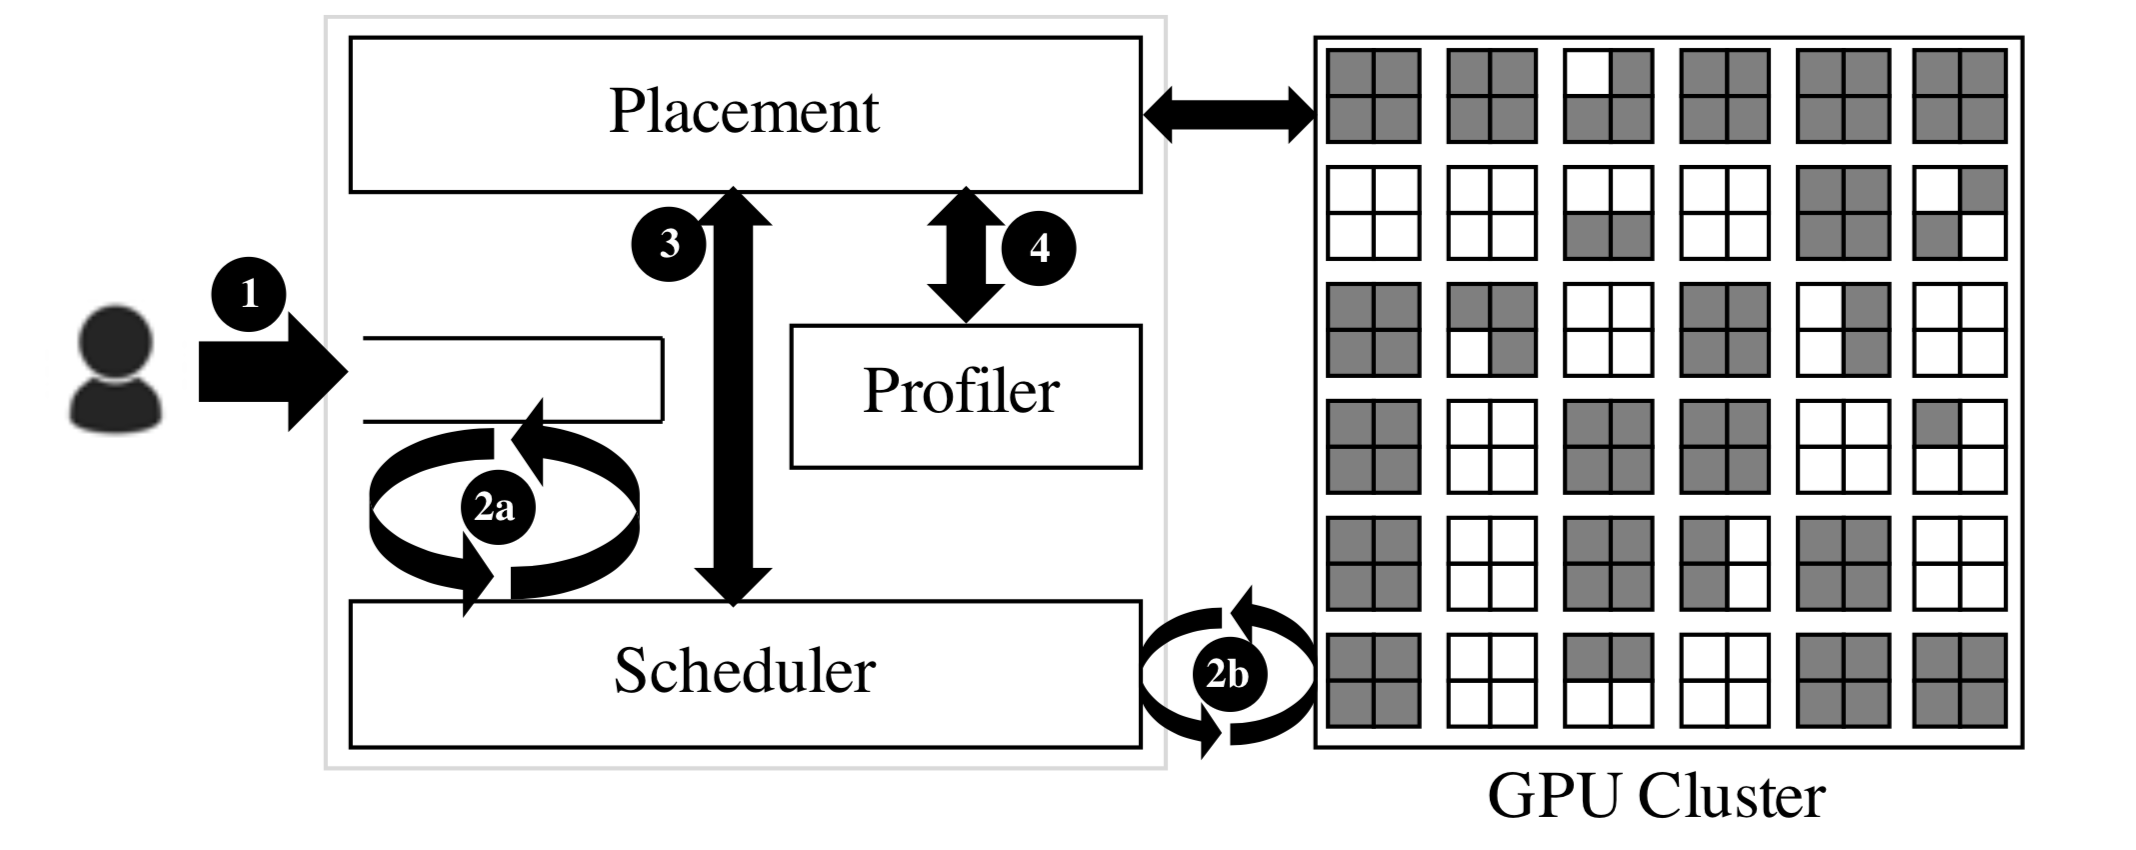 Placement
3
4
1
Profiler
2a
Scheduler
2b
GPU Cluster